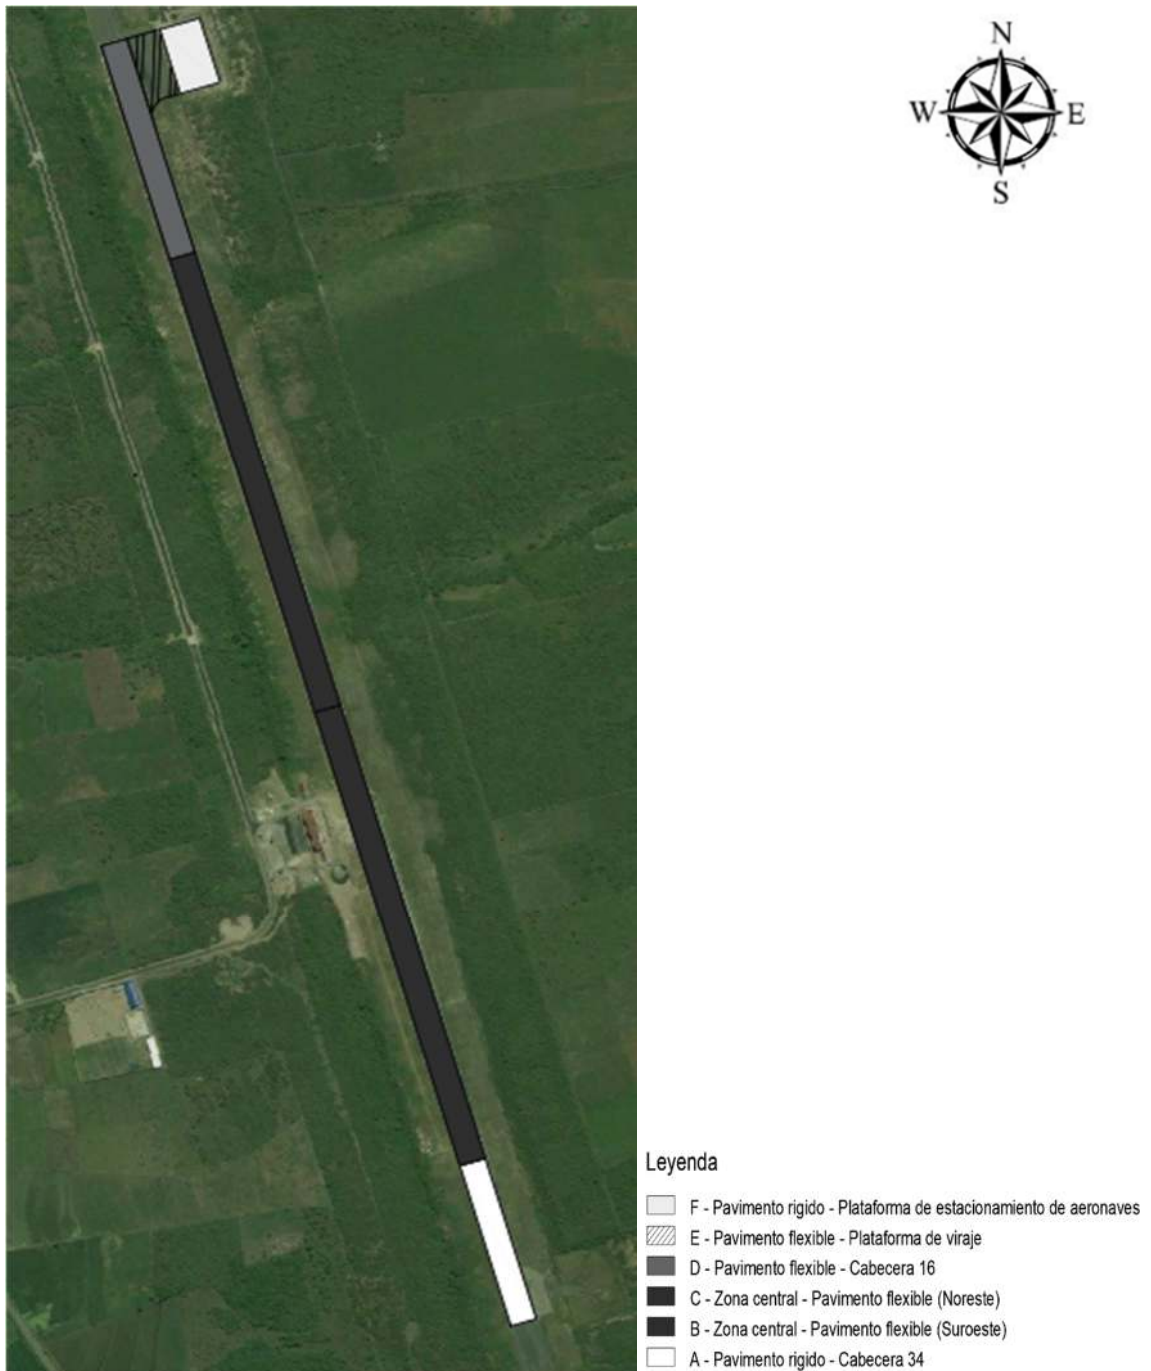 N
W E
S
Leyenda
F - Pavimento rigido - Plataforma de estacionamiento de aeronaves
E - Pavimento flexible - Plataforma de viraje
D - Pavimento flexible - Cabecera 16
C - Zona central - Pavimento flexible (Noreste)
B - Zona central - Pavimento flexible (Suroeste)
A - Pavimento rigido - Cabecera 34